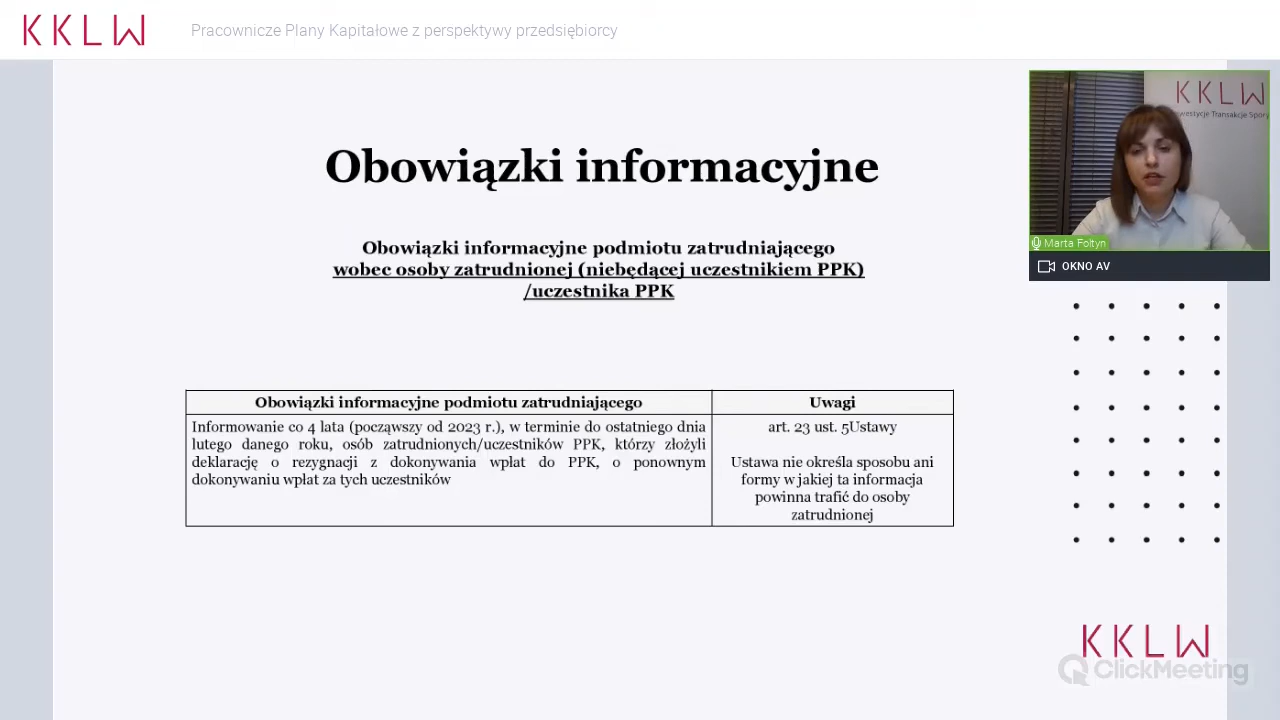 KKLW
Pracownicze Plany Kapitałowe z perspektywy przedsiębiorcy
KKLW
nwestycje Transakcje Spory
Marta Foltyn
OKNO AV
Obowiązki informacyjne
Obowiązki informacyjne podmiotu zatrudniającego
wobec osoby zatrudnionej (niebędącej uczestnikiem PPK)
/uczestnika PPK
Obowiązki informacyjne podmiotu zatrudniającego
Informowanie co 4 lata (począwszy od 2023 r.), w terminie do ostatniego dnia
lutego danego roku, osób zatrudnionych/uczestników PPK, którzy złożyli
deklarację o rezygnacji z dokonywania wpłat do PPK, o ponownym
dokonywaniu wpłat za tych uczestników
Uwagi
art. 23 ust. 5Ustawy
Ustawa nie określa sposobu ani
formy w jakiej ta informacja
powinna trafić do osoby
zatrudnionej
KKLW
ClickMeeting